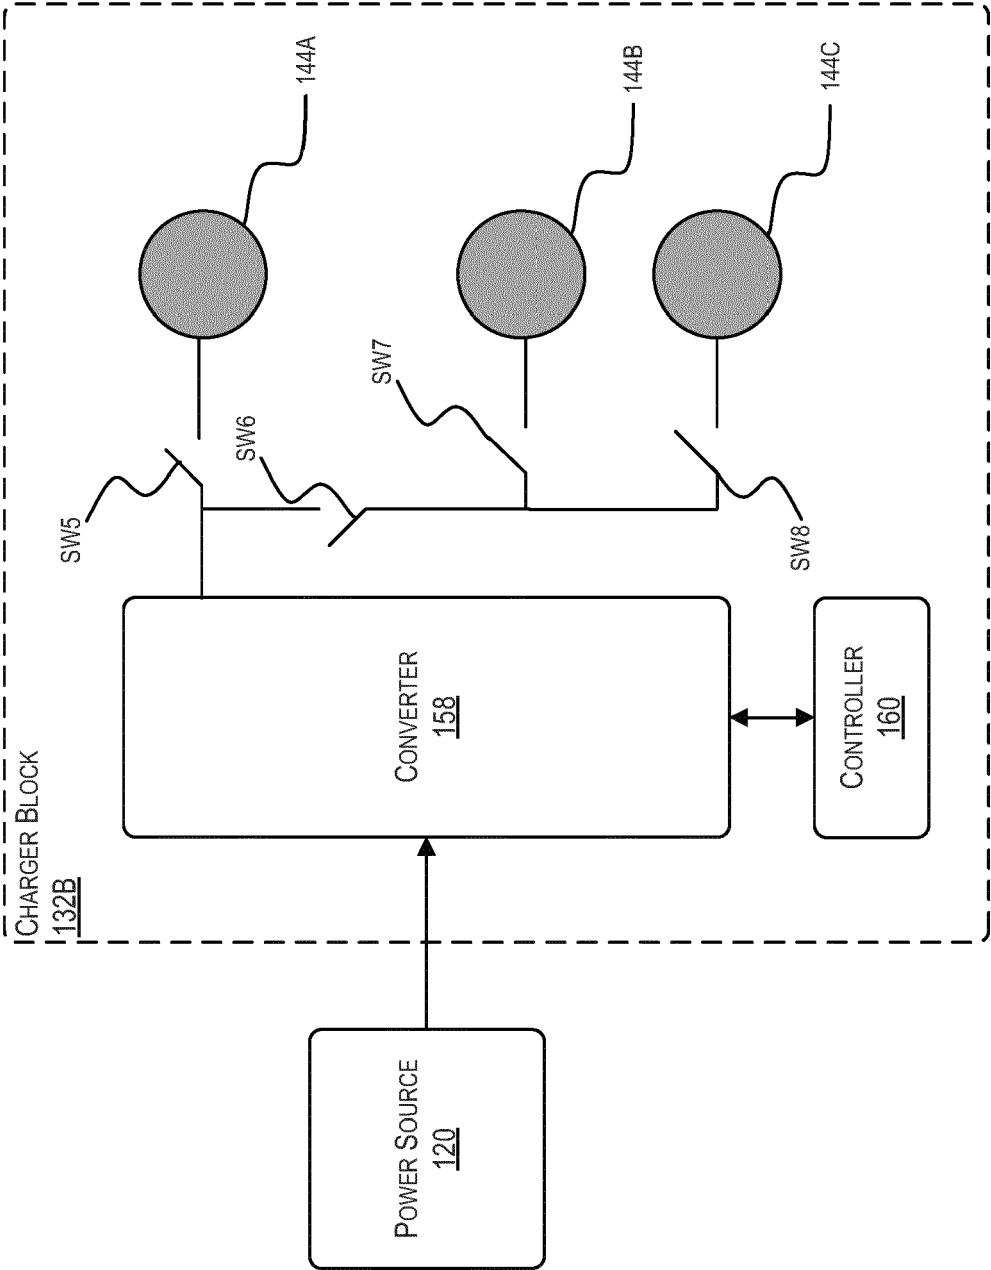 CHARGER BLOCK
132B
POWER SOURCE
120
CONVERTER
158
CONTROLLER
160
SW5
SW6
SW7
SW8
144A
144B
144C